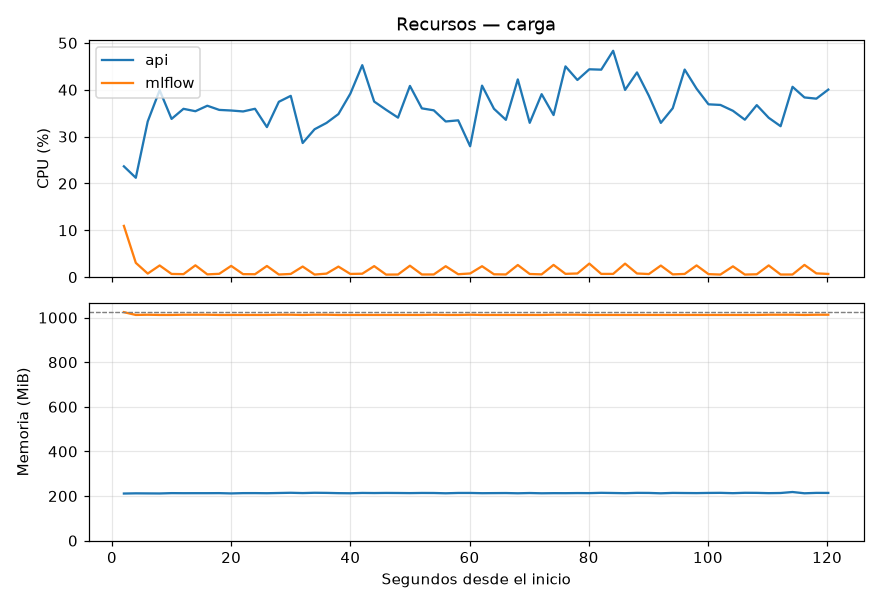 Recursos — carga
50
40
30
20
10
0
CPU (%)
api
mlflow
1000
800
600
400
200
0
Memoria (MiB)
0 20 40 60 80 100 120
Segundos desde el inicio